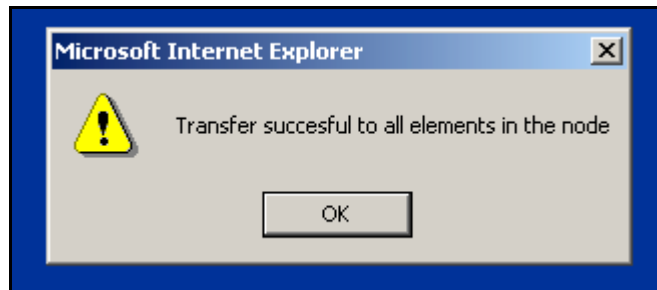 Microsoft Internet Explorer
Transfer succesful to all elements in the node
OK